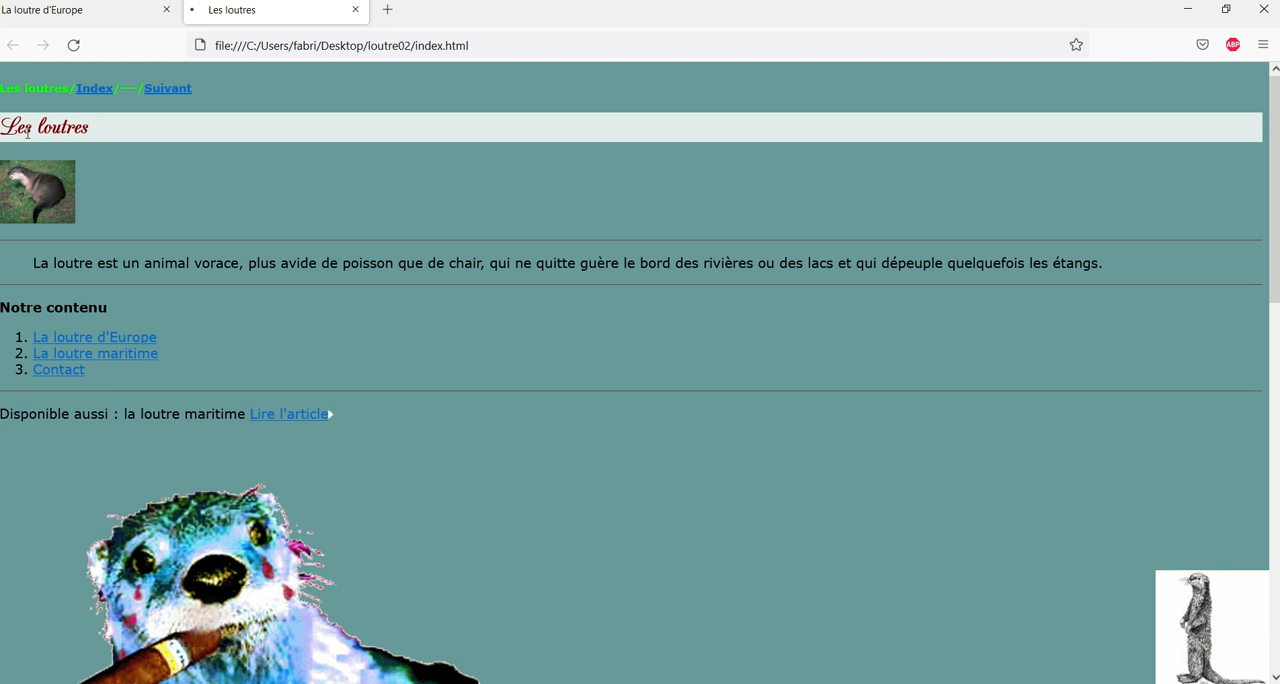 La loutre d'Europe
Les loutres
file:///C:/Users/fabri/Desktop/loutre02/index.html
ABP
Les loutres/Index/---/Suivant
Les loutres
La loutre est un animal vorace, plus avide de poisson que de chair, qui ne quitte guère le bord des rivières ou des lacs et qui dépeuple quelquefois les étangs.
Notre contenu
1. La loutre d'Europe
2. La loutre maritime
3. Contact
Disponible aussi : la loutre maritime Lire l'article